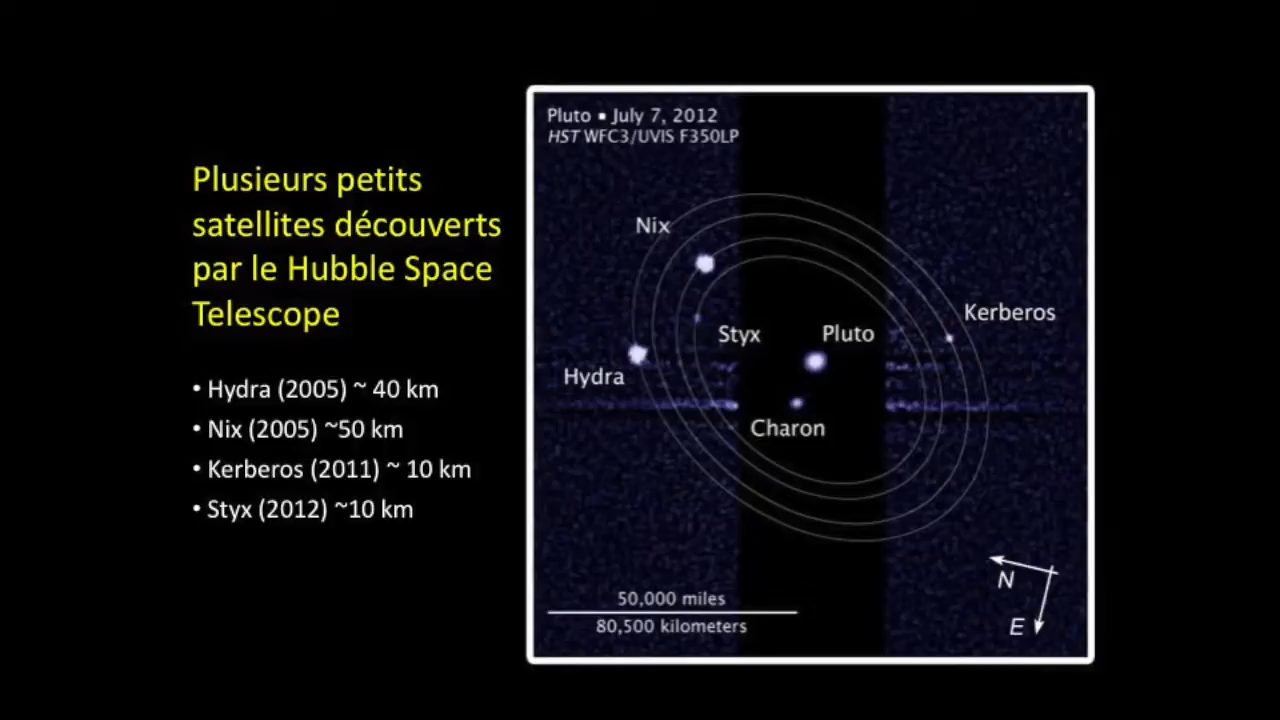 Plusieurs petits
satellites découverts
par le Hubble Space
Telescope
• Hydra (2005) ~ 40 km
• Nix (2005) ~50 km
• Kerberos (2011) ~ 10 km
• Styx (2012) ~10 km
Pluto ▪ July 7, 2012
HST WFC3/UVIS F350LP
Nix
Kerberos
Styx
Pluto
Hydra
Charon
N
E
50,000 miles
80,500 kilometers